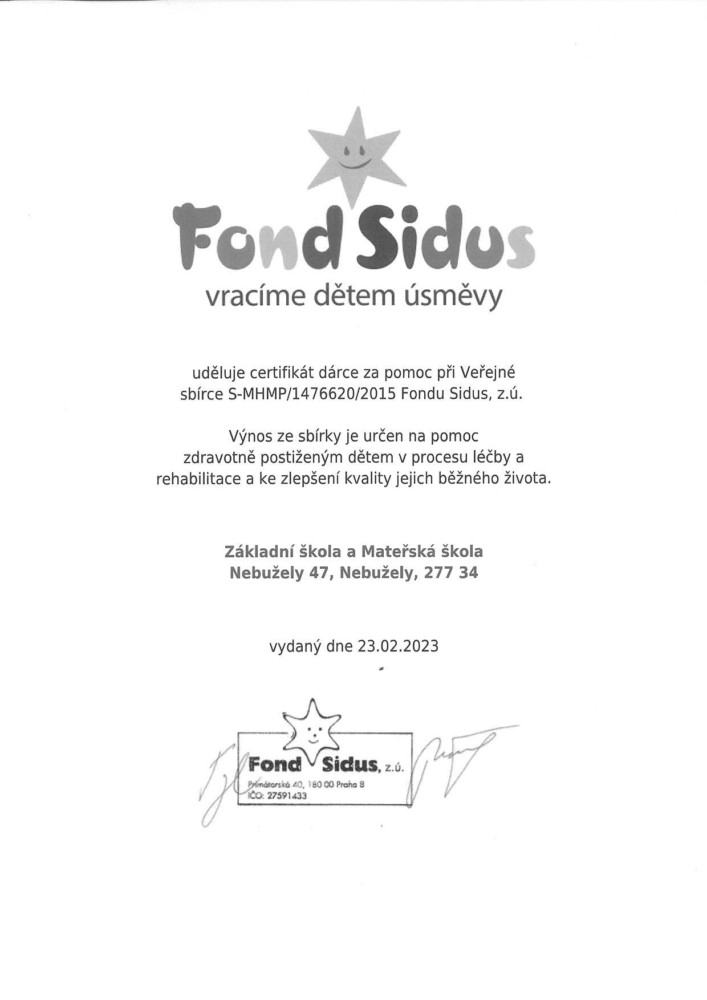 Fond Sidus
vracíme dětem úsměvy
uděluje certifikát dárce za pomoc při Veřejné
sbírce S-MHMP/1476620/2015 Fondu Sidus, z.ú.
Výnos ze sbírky je určen na pomoc
zdravotně postiženým dětem v procesu léčby a
rehabilitace a ke zlepšení kvality jejich běžného života.
Základní škola a Mateřská škola
Nebužely 47, Nebužely, 277 34
vydaný dne 23.02.2023
Fond Sidus, z.ú.
Primátorská 40, 180 00 Praha 8
IČO: 27591433